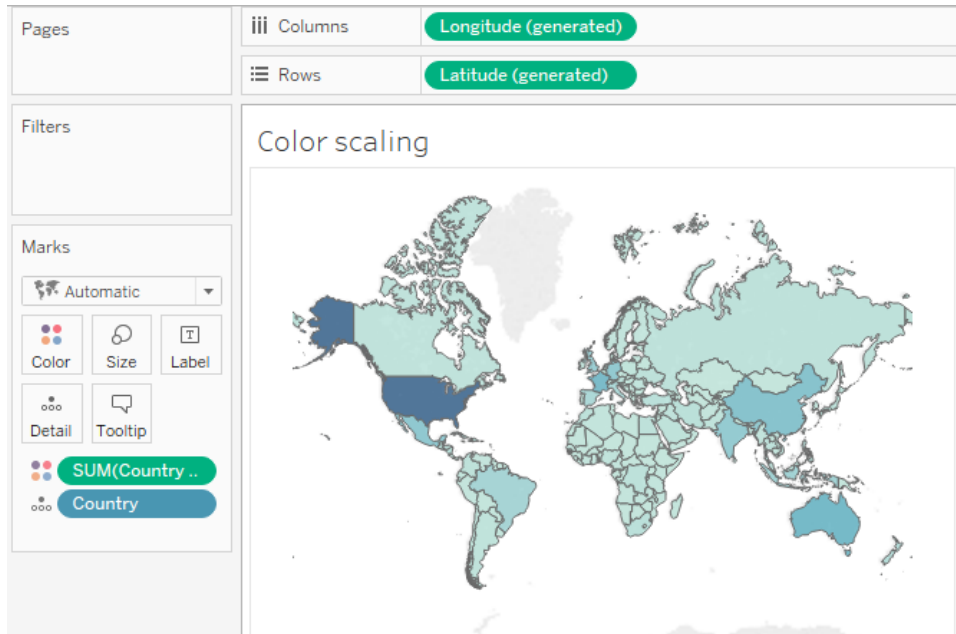 Pages
Columns
Longitude (generated)
Rows
Latitude (generated)
Filters
Color scaling
Marks
Automatic
Color
Size
T
Label
Detail
Tooltip
SUM(Country ..
Country